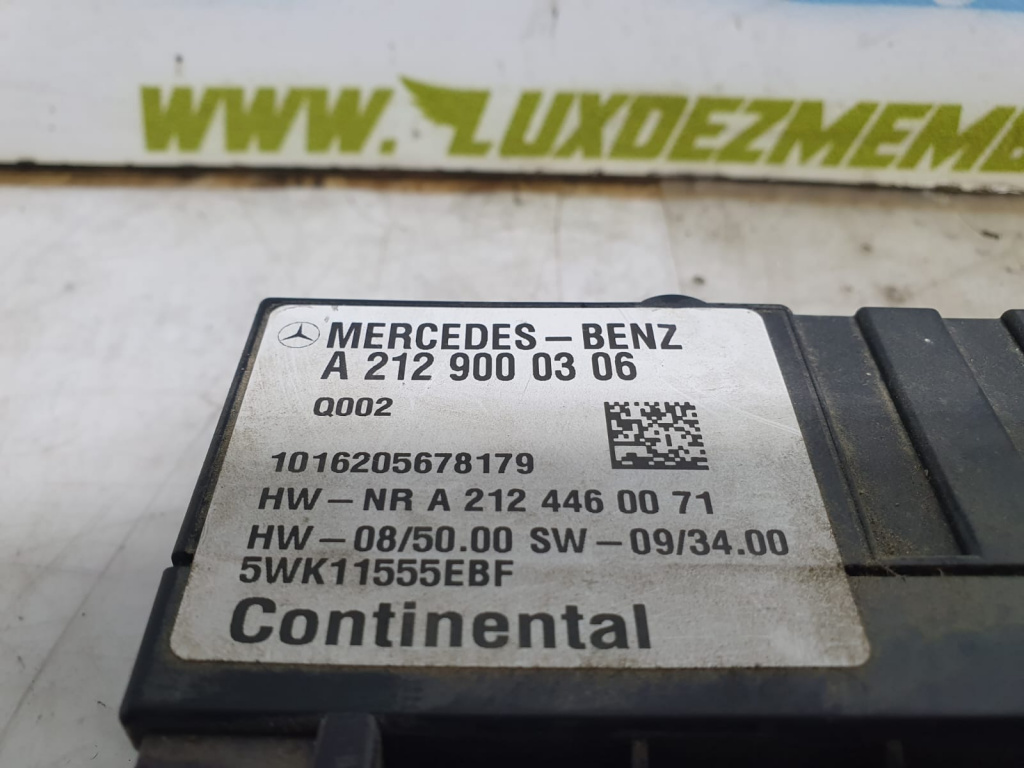 WWW.LUXDEZMEMB
MERCEDES-BENZ
A 212 900 03 06
Q002
1016205678179
HW-NR A 212 446 00 71
HW-08/50.00 SW-09/34.00
5WK11555EBF
Continental